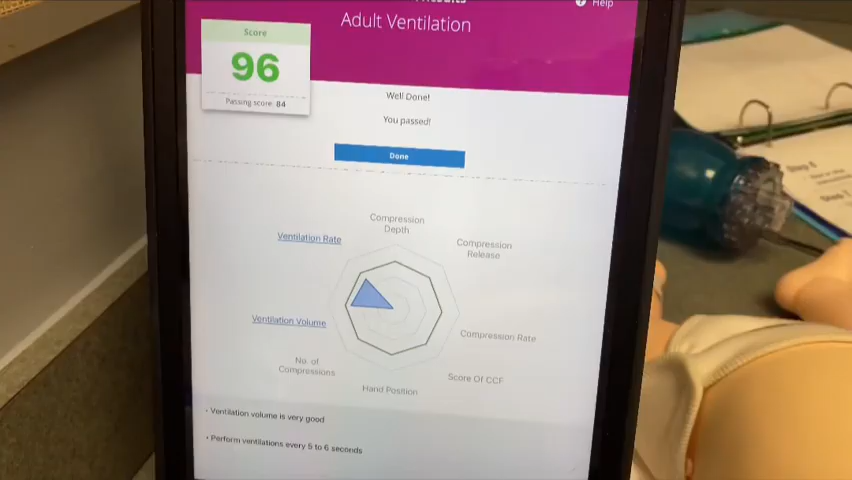 Help
Adult Ventilation
Score
96
Passing score: 84
Well Done!
You passed!
Done
Compression
Depth
Ventilation Rate
Compression
Release
Ventilation Volume
Compression Rate
No. of
Compressions
Score Of CCF
Hand Position
• Ventilation volume is very good
• Perform ventilations every 5 to 6 seconds
Step 6